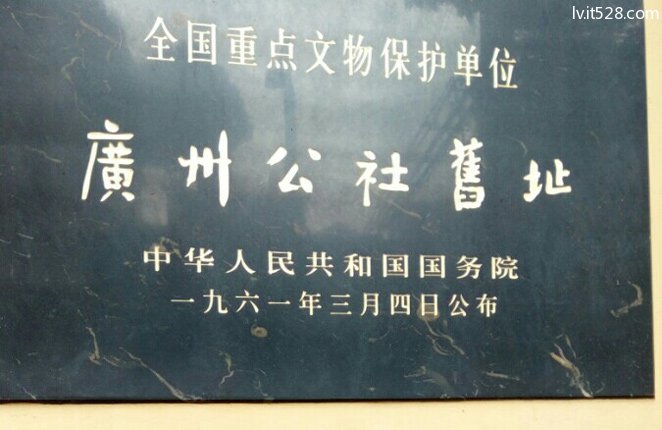 lvit528.com
全国重点文物保护单位
廣州公社舊址
中华人民共和国国务院
一九六一年三月四日公布